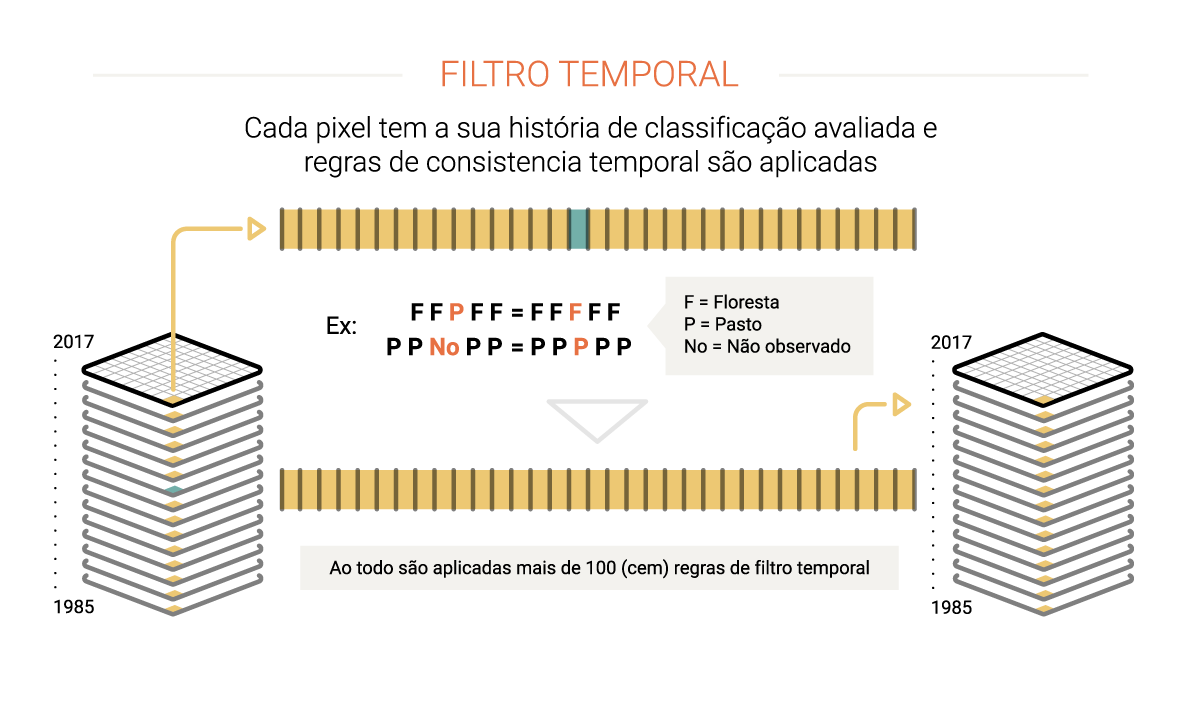 FILTRO TEMPORAL
Cada pixel tem a sua história de classificação avaliada e
regras de consistencia temporal são aplicadas
Ex:
F F P F F = F F F F F
P P No P P = P P P P P
F = Floresta
P = Pasto
No = Não observado
2017
1985
2017
1985
Ao todo são aplicadas mais de 100 (cem) regras de filtro temporal